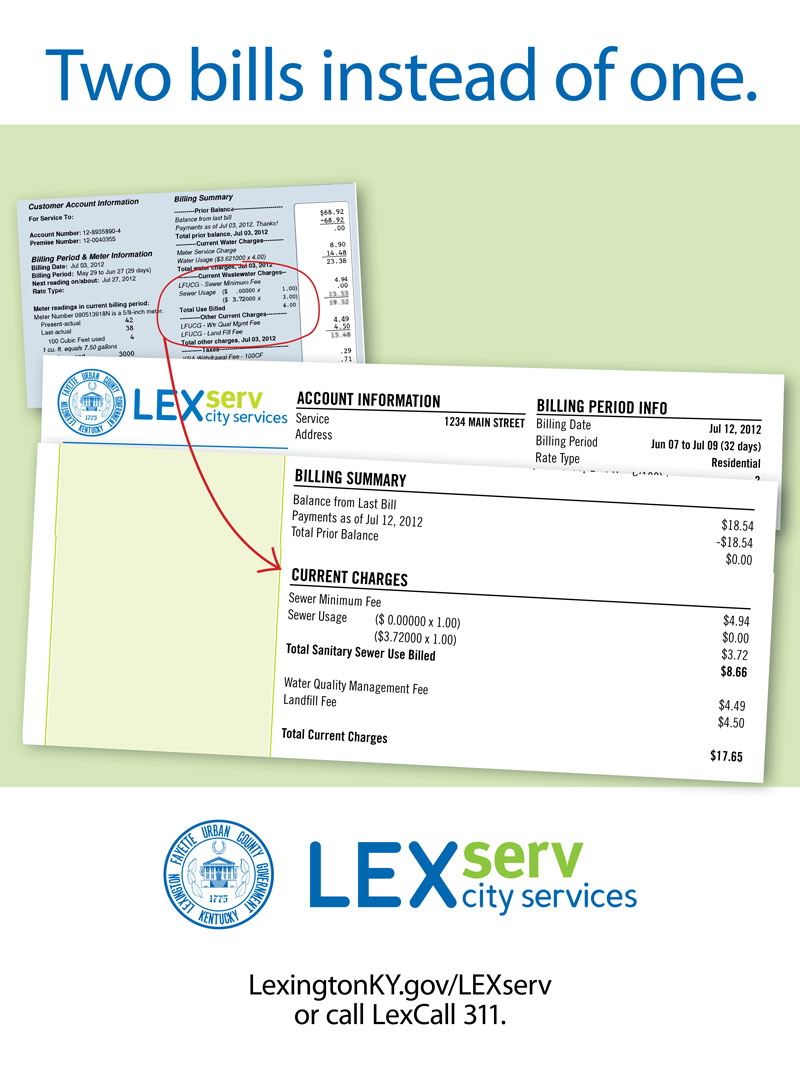 Two bills instead of one.
Customer Account Information
For Service To:
Account Number: 12-8935890-4
Premise Number: 12-0040355
Billing Period & Meter Information
Billing Date: Jul 03, 2012
Billing Period: May 29 to Jun 27 (29 days)
Next reading on/about: Jul 27, 2012
Rate Type:
Meter readings in current billing period:
Meter Number 090513918N is a 5/8-inch meter.
Present-actual 42
Last-actual 38
100 Cubic Feet used 4
1 cu. ft. equals 7.50 gallons
3000
Billing Summary
----------Prior Balance----------
Balance from last bill $68.92
Payments as of Jul 03, 2012. Thanks! -68.92
Total prior balance, Jul 03, 2012 .00
----------Current Water Charges----------
Meter Service Charge 8.90
Water Usage ($3.621000 x 4.00) 14.48
Total water charges, Jul 03, 2012 23.38
----------Current Wastewater Charges--
LFUCG - Sewer Minimum Fee 4.94
Sewer Usage ($ .00000 x 1.00) .00
($ 3.72000 x 3.00)
Total Use Billed 4.00
----------Other Current Charges----------
LFUCG - Wtr Qual Mgmt Fee 4.49
LFUCG - Land Fill Fee 4.50
Total other charges, Jul 03, 2012
----------Taxes----------
Withdrawal Fee - 100CF .29
.71
FAYETTE URBAN COUNTY GOVERNMENT
LEXINGTON KENTUCKY
1775
LEXserv
city services
ACCOUNT INFORMATION
Service 1234 MAIN STREET
Address
BILLING PERIOD INFO
Billing Date Jul 12, 2012
Billing Period Jun 07 to Jul 09 (32 days)
Rate Type Residential
BILLING SUMMARY
Balance from Last Bill $18.54
Payments as of Jul 12, 2012 -$18.54
Total Prior Balance $0.00
CURRENT CHARGES
Sewer Minimum Fee $4.94
Sewer Usage ($ 0.00000 x 1.00) $0.00
($3.72000 x 1.00) $3.72
Total Sanitary Sewer Use Billed $8.66
Water Quality Management Fee $4.49
Landfill Fee $4.50
Total Current Charges $17.65
FAYETTE URBAN COUNTY GOVERNMENT
LEXINGTON KENTUCKY
1775
LEXserv
city services
LexingtonKY.gov/LEXserv
or call LexCall 311.